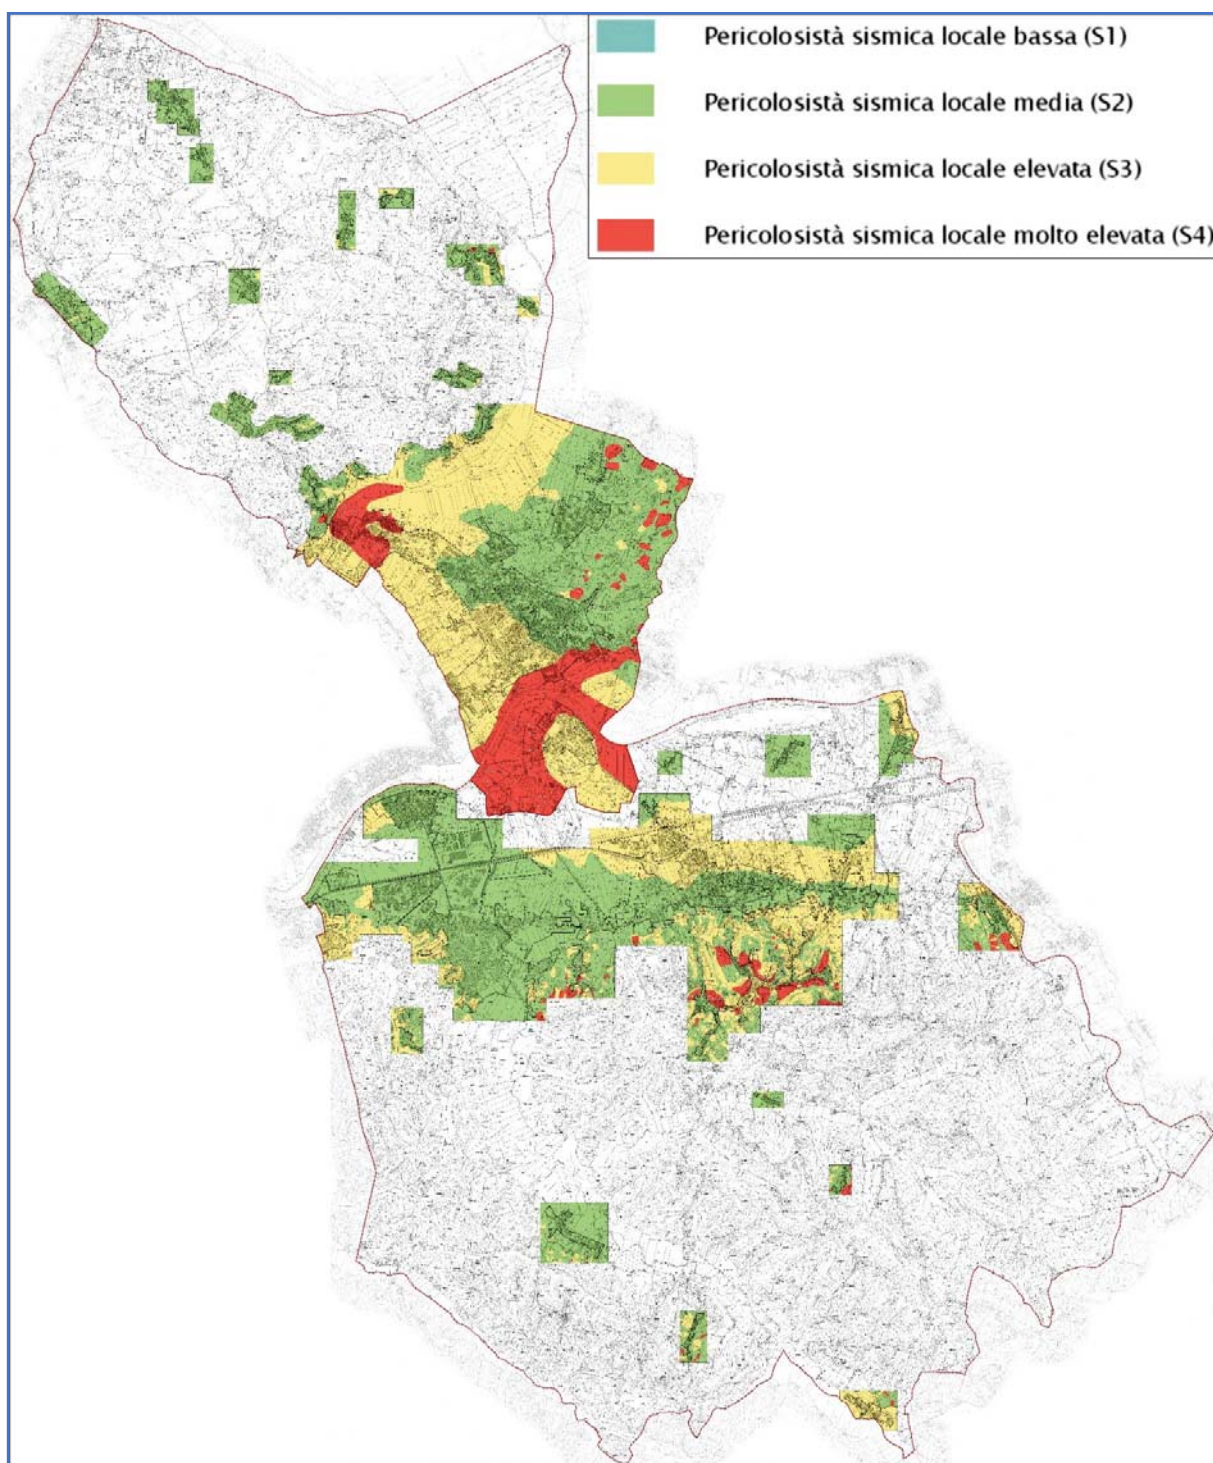 Pericolosistà sismica locale bassa (S1)
Pericolosistà sismica locale media (S2)
Pericolosistà sismica locale elevata (S3)
Pericolosistà sismica locale molto elevata (S4)